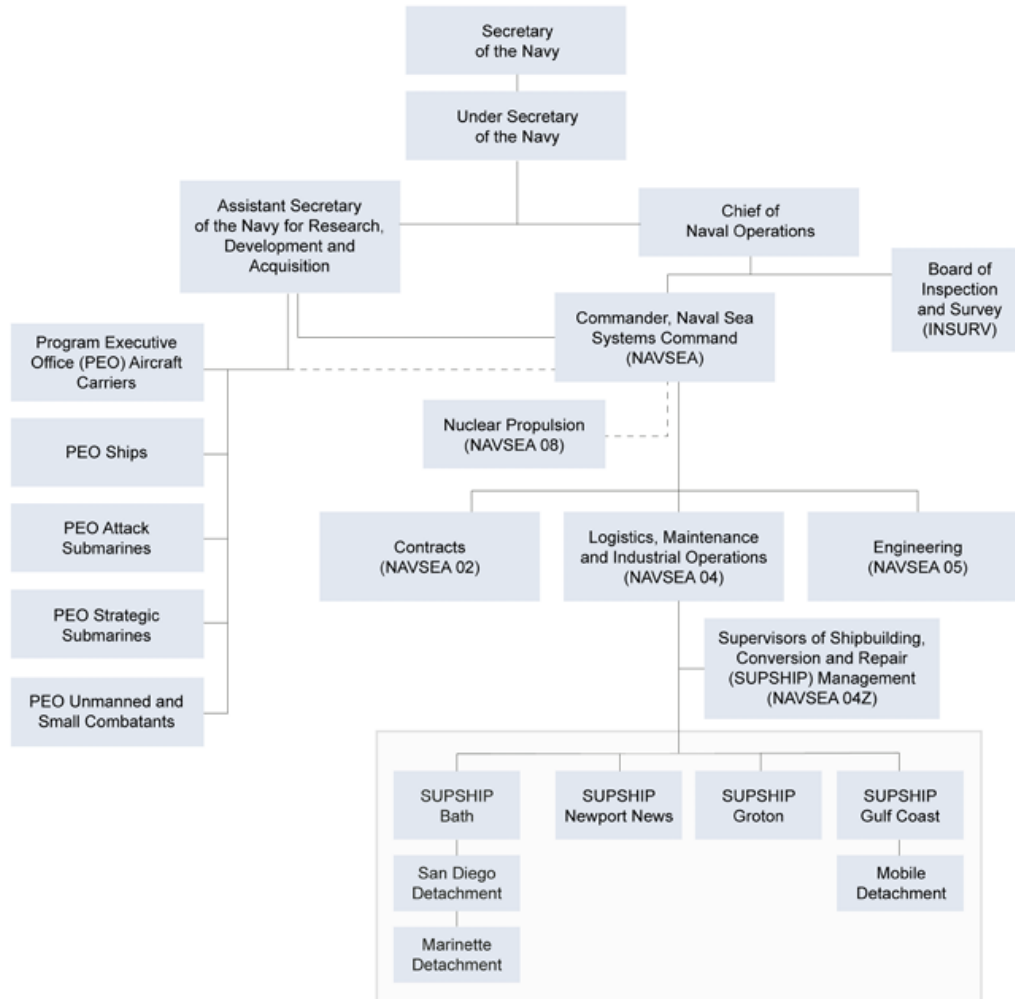 Secretary
of the Navy
Under Secretary
of the Navy
Assistant Secretary
of the Navy for Research,
Development and
Acquisition
Chief of
Naval Operations
Board of
Inspection
and Survey
(INSURV)
Commander, Naval Sea
Systems Command
(NAVSEA)
Program Executive
Office (PEO) Aircraft
Carriers
Nuclear Propulsion
(NAVSEA 08)
PEO Ships
PEO Attack
Submarines
PEO Strategic
Submarines
PEO Unmanned and
Small Combatants
Contracts
(NAVSEA 02)
Logistics, Maintenance
and Industrial Operations
(NAVSEA 04)
Engineering
(NAVSEA 05)
Supervisors of Shipbuilding,
Conversion and Repair
(SUPSHIP) Management
(NAVSEA 04Z)
SUPSHIP
Bath
SUPSHIP
Newport News
SUPSHIP
Groton
SUPSHIP
Gulf Coast
San Diego
Detachment
Mobile
Detachment
Marinette
Detachment